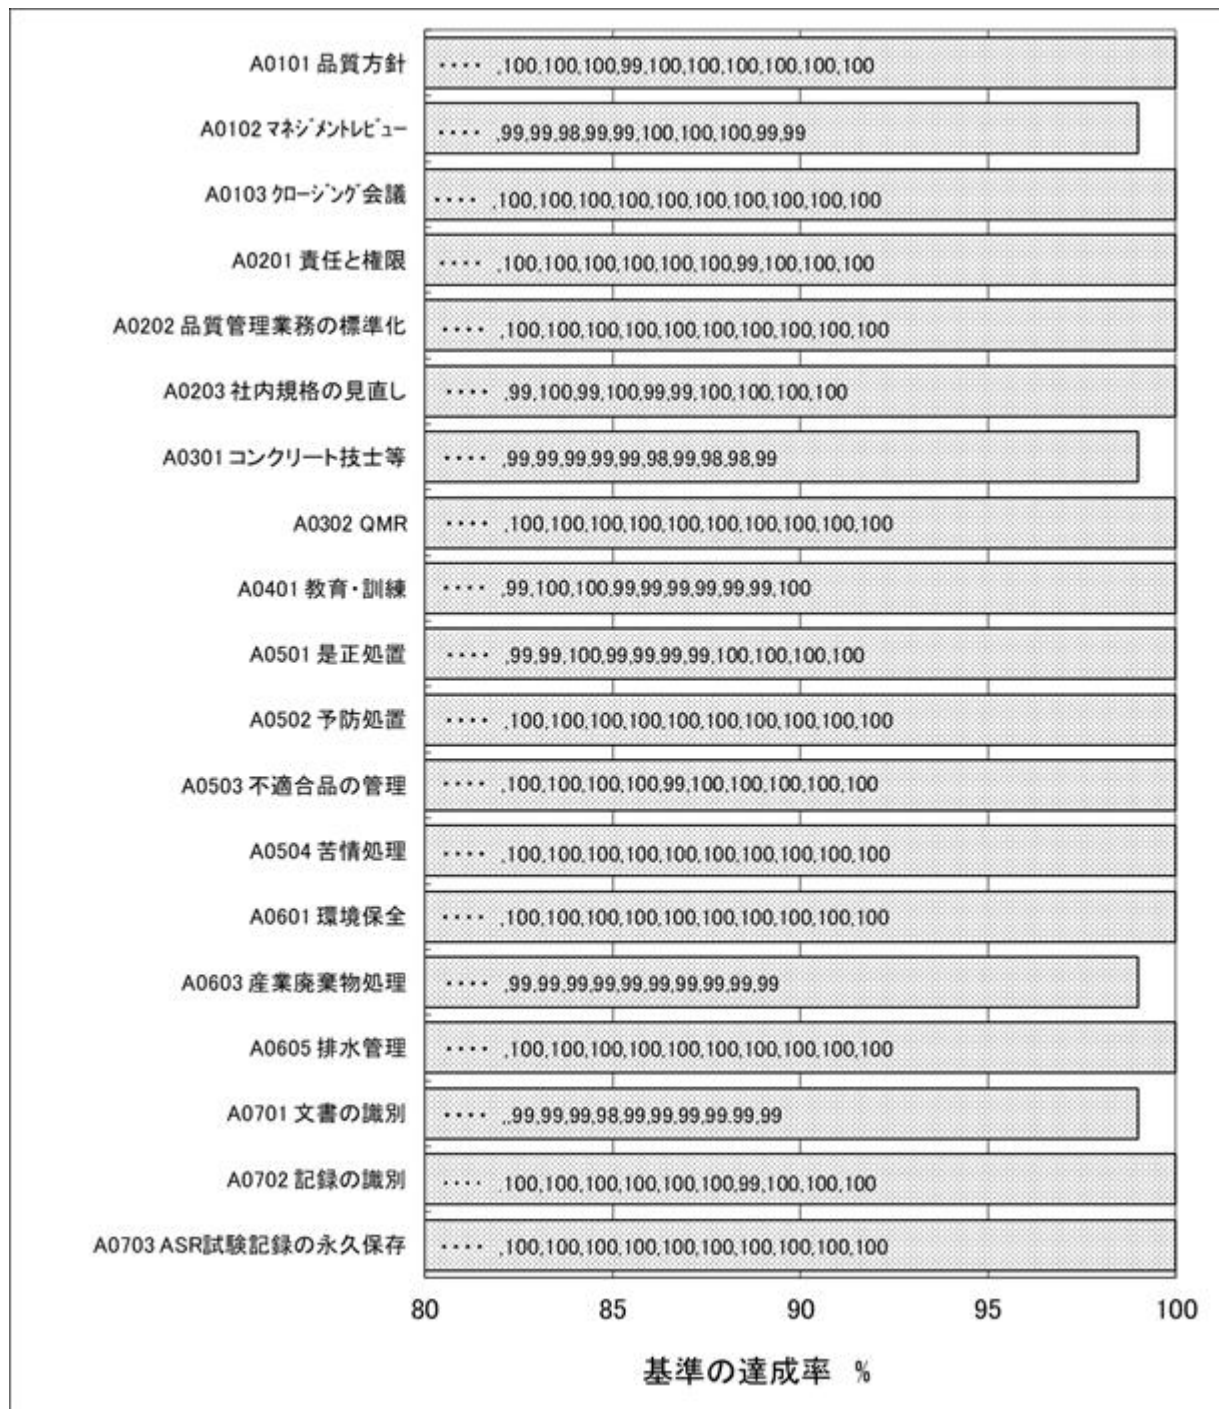 A0101 品質方針 ････ ,100,100,100,99,100,100,100,100,100,100
A0102 ﾏﾈｼﾞﾒﾝﾄﾚﾋﾞｭｰ ････ ,99,99,98,99,99,100,100,100,99,99
A0103 ｸﾛｰｼﾞﾝｸﾞ会議 ････ ,100,100,100,100,100,100,100,100,100,100
A0201 責任と権限 ････ ,100,100,100,100,100,100,99,100,100,100
A0202 品質管理業務の標準化 ････ ,100,100,100,100,100,100,100,100,100,100
A0203 社内規格の見直し ････ ,99,100,99,100,99,99,100,100,100,100
A0301 コンクリート技士等 ････ ,99,99,99,99,99,98,99,98,98,99
A0302 QMR ････ ,100,100,100,100,100,100,100,100,100,100
A0401 教育・訓練 ････ ,99,100,100,99,99,99,99,99,99,100
A0501 是正処置 ････ ,99,99,100,99,99,99,99,100,100,100,100
A0502 予防処置 ････ ,100,100,100,100,100,100,100,100,100,100
A0503 不適合品の管理 ････ ,100,100,100,100,99,100,100,100,100,100
A0504 苦情処理 ････ ,100,100,100,100,100,100,100,100,100,100
A0601 環境保全 ････ ,100,100,100,100,100,100,100,100,100,100
A0603 産業廃棄物処理 ････ ,99,99,99,99,99,99,99,99,99,99
A0605 排水管理 ････ ,100,100,100,100,100,100,100,100,100,100
A0701 文書の識別 ････ ,,99,99,99,98,99,99,99,99,99,99
A0702 記録の識別 ････ ,100,100,100,100,100,100,99,100,100,100
A0703 ASR試験記録の永久保存 ････ ,100,100,100,100,100,100,100,100,100,100
80 85 90 95 100
基準の達成率 %